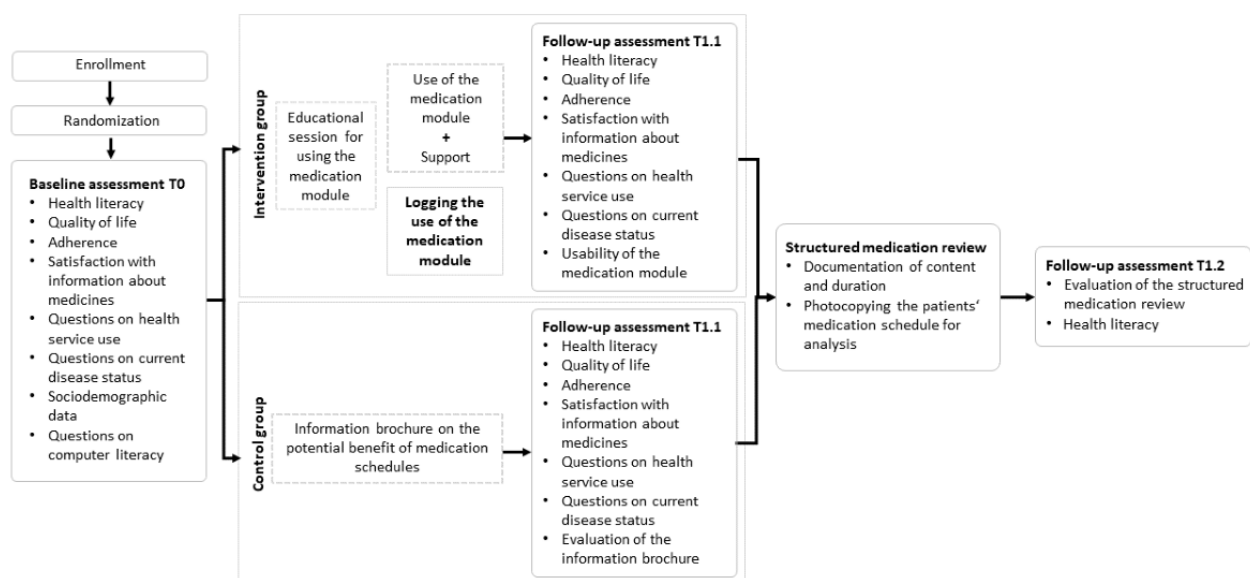 Enrollment
Randomization
Baseline assessment T0
• Health literacy
• Quality of life
• Adherence
• Satisfaction with
information about
medicines
• Questions on health
service use
• Questions on current
disease status
• Sociodemographic
data
• Questions on
computer literacy
Intervention group
Educational
session for
using the
medication
module
Use of the
medication
module
+
Support
Logging the
use of the
medication
module
Follow-up assessment T1.1
• Health literacy
• Quality of life
• Adherence
• Satisfaction with
information about
medicines
• Questions on health
service use
• Questions on current
disease status
• Usability of the
medication module
Control group
Information brochure on the
potential benefit of medication
schedules
Follow-up assessment T1.1
• Health literacy
• Quality of life
• Adherence
• Satisfaction with
information about
medicines
• Questions on health
service use
• Questions on current
disease status
• Evaluation of the
information brochure
Structured medication review
• Documentation of content
and duration
• Photocopying the patients‘
medication schedule for
analysis
Follow-up assessment T1.2
• Evaluation of the structured
medication review
• Health literacy